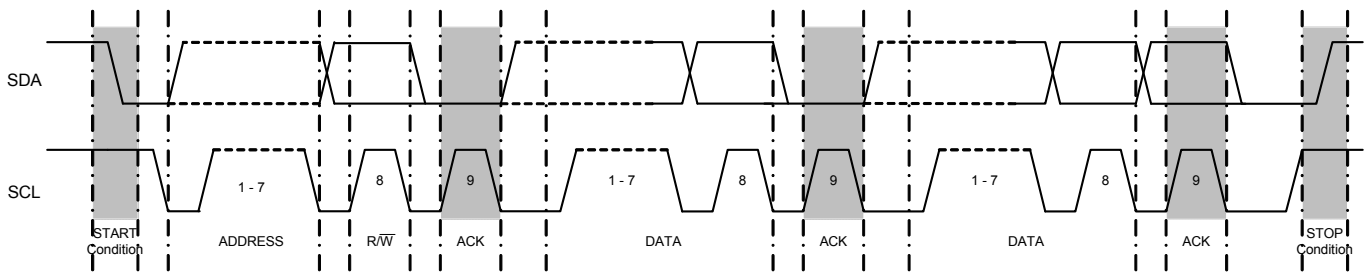 SDA
SCL
1 - 7
8
9
1 - 7
8
9
1 - 7
8
9
START
Condition
ADDRESS
R/W̅
ACK
DATA
ACK
DATA
ACK
STOP
Condition